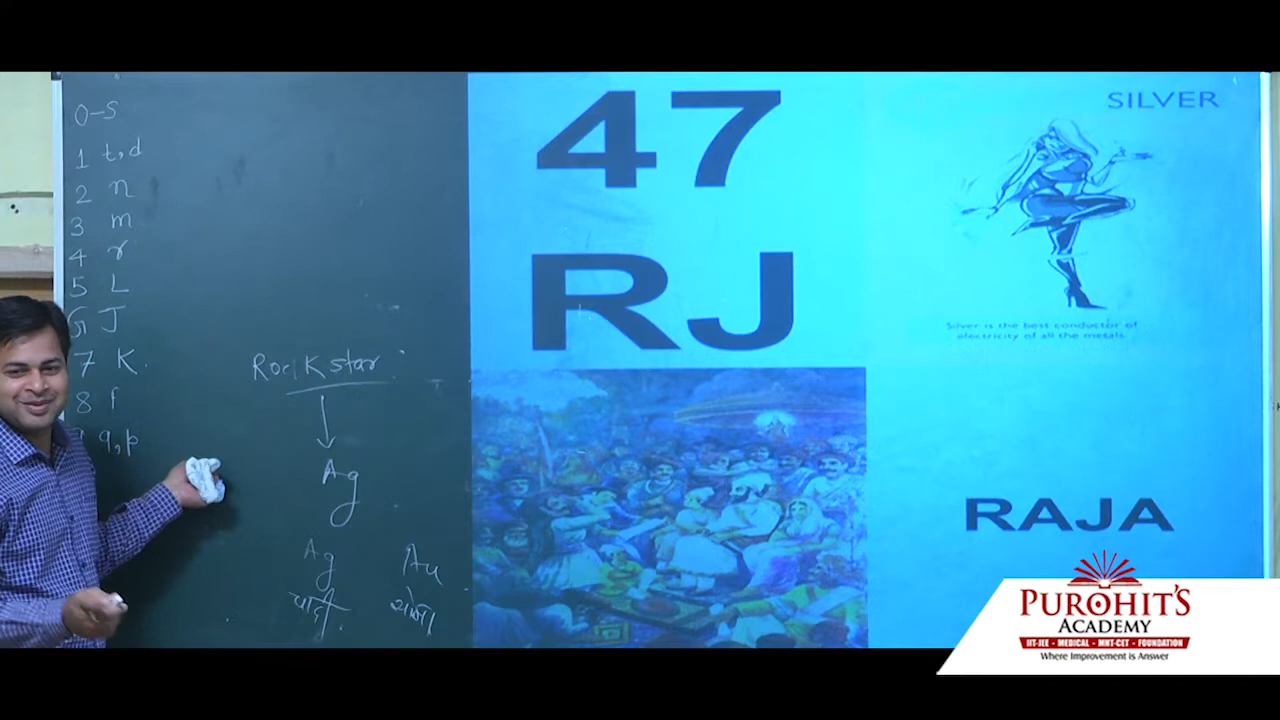 0-S
1 t,d
2 n
3 m
4 r
5 L
6 J
7 K
8 f
q,p
Rock star
Ag
Ag Au
चांदी सोना
47
RJ
SILVER
Silver is the best conductor of
electricity of all the metals
RAJA
PUROHIT'S
ACADEMY
IIT-JEE - MEDICAL - MHT-CET - FOUNDATION
Where Improvement is Answer